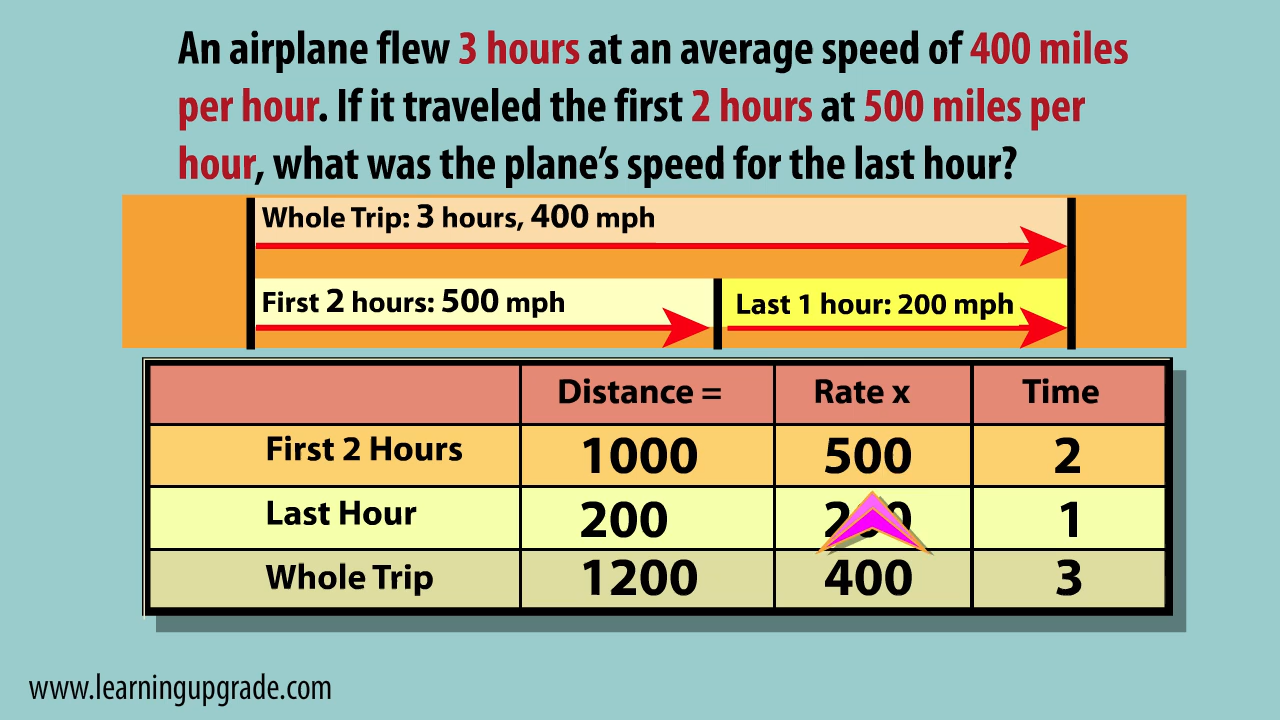 An airplane flew 3 hours at an average speed of 400 miles
per hour. If it traveled the first 2 hours at 500 miles per
hour, what was the plane's speed for the last hour?
Whole Trip: 3 hours, 400 mph
First 2 hours: 500 mph
Last 1 hour: 200 mph
Distance = Rate x Time
First 2 Hours 1000 500 2
Last Hour 200 200 1
Whole Trip 1200 400 3
www.learningupgrade.com